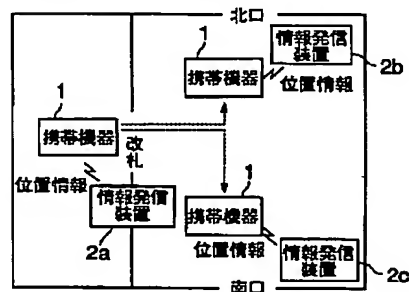 北口
1
情報発信
装置
2b
携帯機器
位置情報
1
携帯機器
改
札
位置情報
情報発信
装置
2a
1
携帯機器
位置情報
情報発信
装置
2c
南口